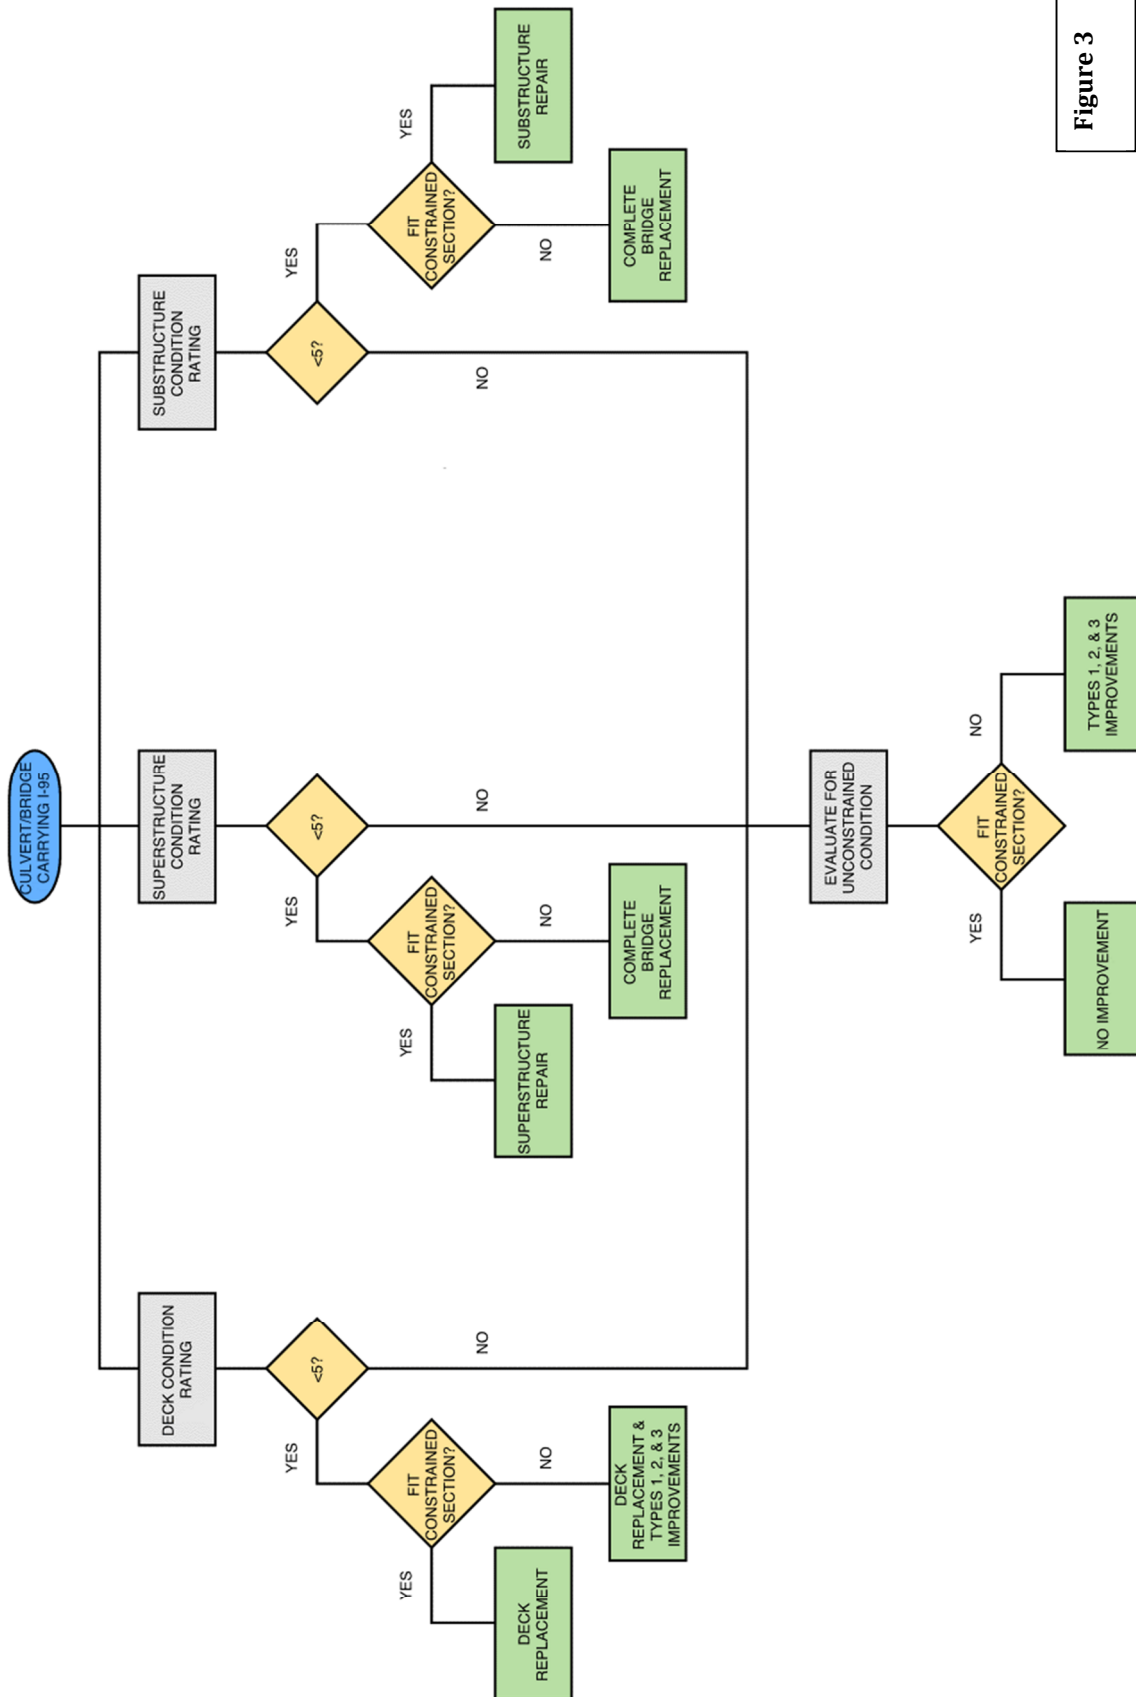 CULVERT/BRIDGE
CARRYING I-95
DECK CONDITION
RATING
SUPERSTRUCTURE
CONDITION
RATING
SUBSTRUCTURE
CONDITION
RATING
<5?
<5?
<5?
YES
YES
YES
FIT
CONSTRAINED
SECTION?
FIT
CONSTRAINED
SECTION?
FIT
CONSTRAINED
SECTION?
YES
NO
YES
NO
NO
YES
NO
NO
NO
DECK
REPLACEMENT
SUPERSTRUCTURE
REPAIR
SUBSTRUCTURE
REPAIR
DECK
REPLACEMENT &
TYPES 1, 2, & 3
IMPROVEMENTS
COMPLETE
BRIDGE
REPLACEMENT
COMPLETE
BRIDGE
REPLACEMENT
EVALUATE FOR
UNCONSTRAINED
CONDITION
YES
NO
FIT
CONSTRAINED
SECTION?
NO IMPROVEMENT
TYPES 1, 2, & 3
IMPROVEMENTS
Figure 3